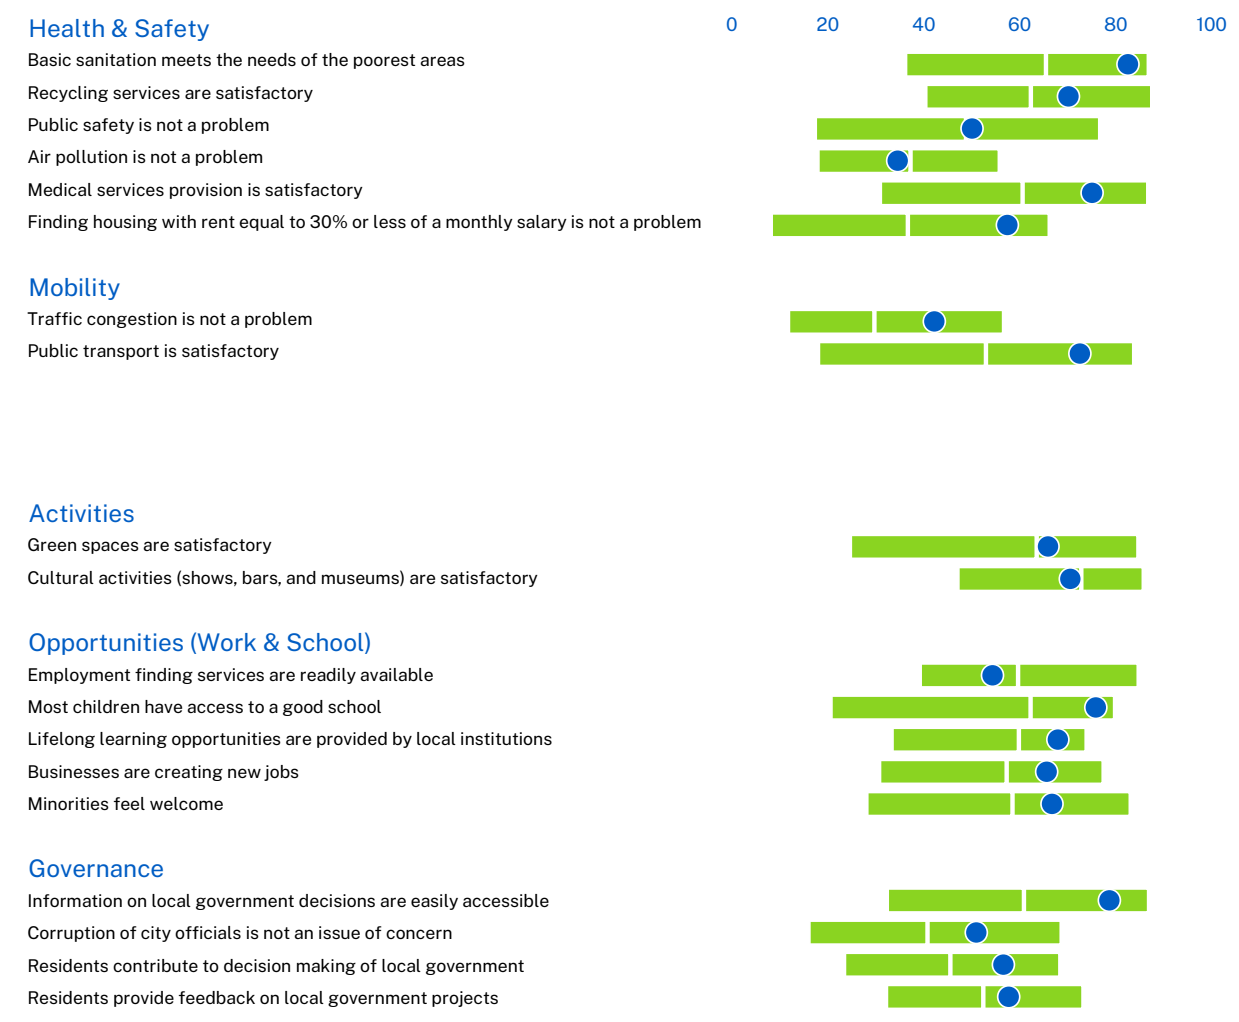 Health & Safety
0 20 40 60 80 100
Basic sanitation meets the needs of the poorest areas
Recycling services are satisfactory
Public safety is not a problem
Air pollution is not a problem
Medical services provision is satisfactory
Finding housing with rent equal to 30% or less of a monthly salary is not a problem
Mobility
Traffic congestion is not a problem
Public transport is satisfactory
Activities
Green spaces are satisfactory
Cultural activities (shows, bars, and museums) are satisfactory
Opportunities (Work & School)
Employment finding services are readily available
Most children have access to a good school
Lifelong learning opportunities are provided by local institutions
Businesses are creating new jobs
Minorities feel welcome
Governance
Information on local government decisions are easily accessible
Corruption of city officials is not an issue of concern
Residents contribute to decision making of local government
Residents provide feedback on local government projects